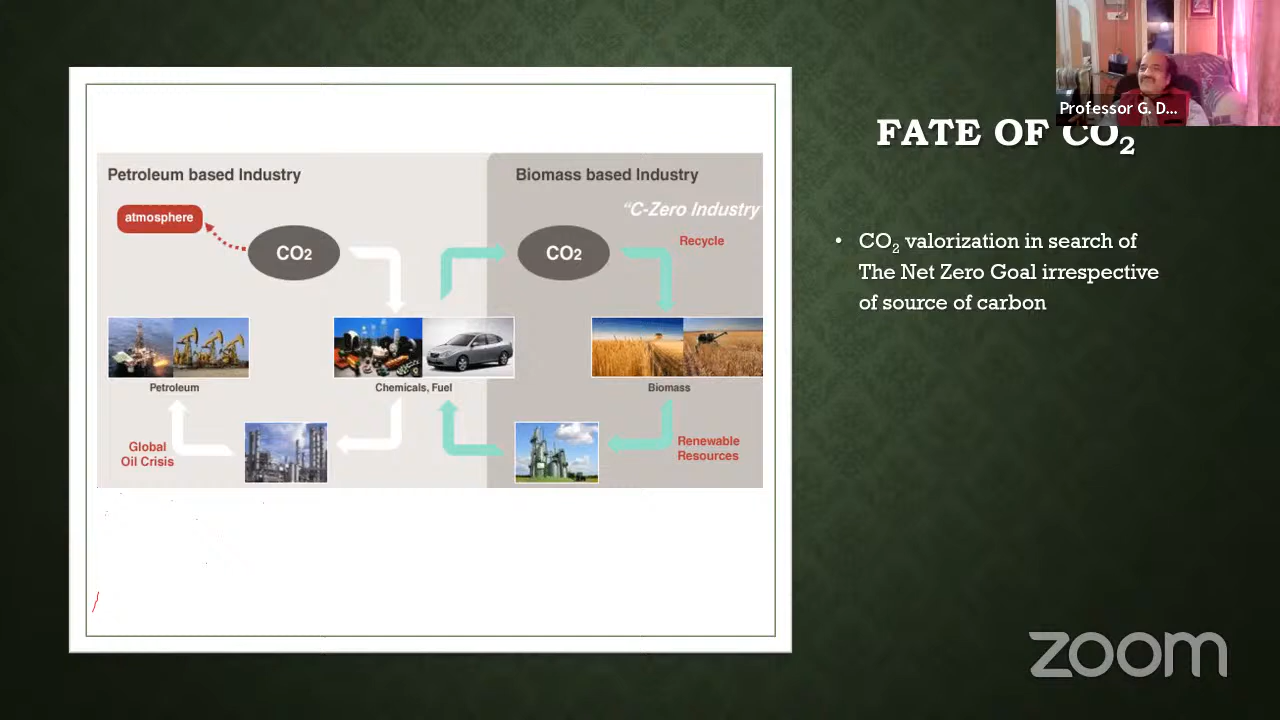 Professor G. D...
FATE OF CO₂
Petroleum based Industry
Biomass based Industry
"C-Zero Industry
atmosphere
CO₂
CO₂
Recycle
Petroleum
Chemicals, Fuel
Biomass
Global
Oil Crisis
Renewable
Resources
• CO₂ valorization in search of
The Net Zero Goal irrespective
of source of carbon
zoom